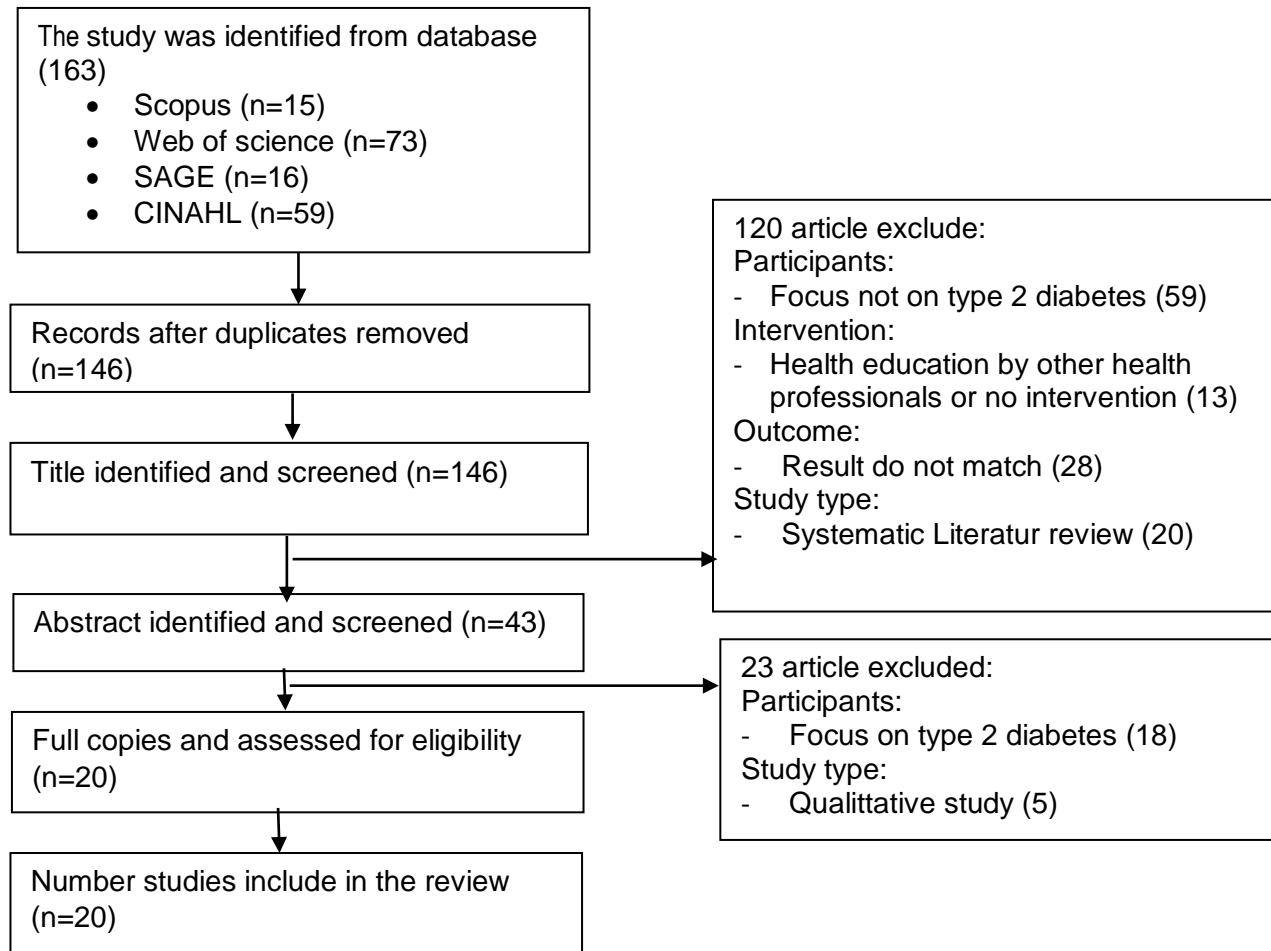 The study was identified from database
(163)
• Scopus (n=15)
• Web of science (n=73)
• SAGE (n=16)
• CINAHL (n=59)
Records after duplicates removed
(n=146)
Title identified and screened (n=146)
120 article exclude:
Participants:
- Focus not on type 2 diabetes (59)
Intervention:
- Health education by other health
professionals or no intervention (13)
Outcome:
- Result do not match (28)
Study type:
- Systematic Literatur review (20)
Abstract identified and screened (n=43)
23 article excluded:
Participants:
- Focus on type 2 diabetes (18)
Study type:
- Qualittative study (5)
Full copies and assessed for eligibility
(n=20)
Number studies include in the review
(n=20)